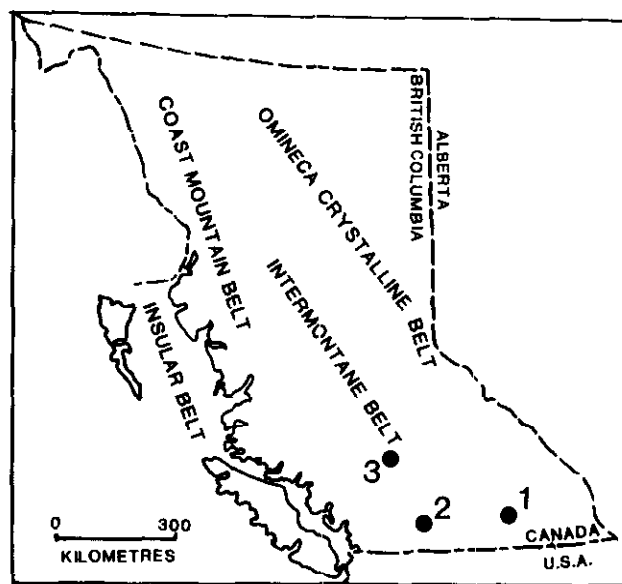 COAST MOUNTAIN BELT
OMINECA CRYSTALLINE BELT
BRITISH COLUMBIA
ALBERTA
INSULAR BELT
INTERMONTANE BELT
3
2
1
0 300
KILOMETRES
CANADA
U.S.A.